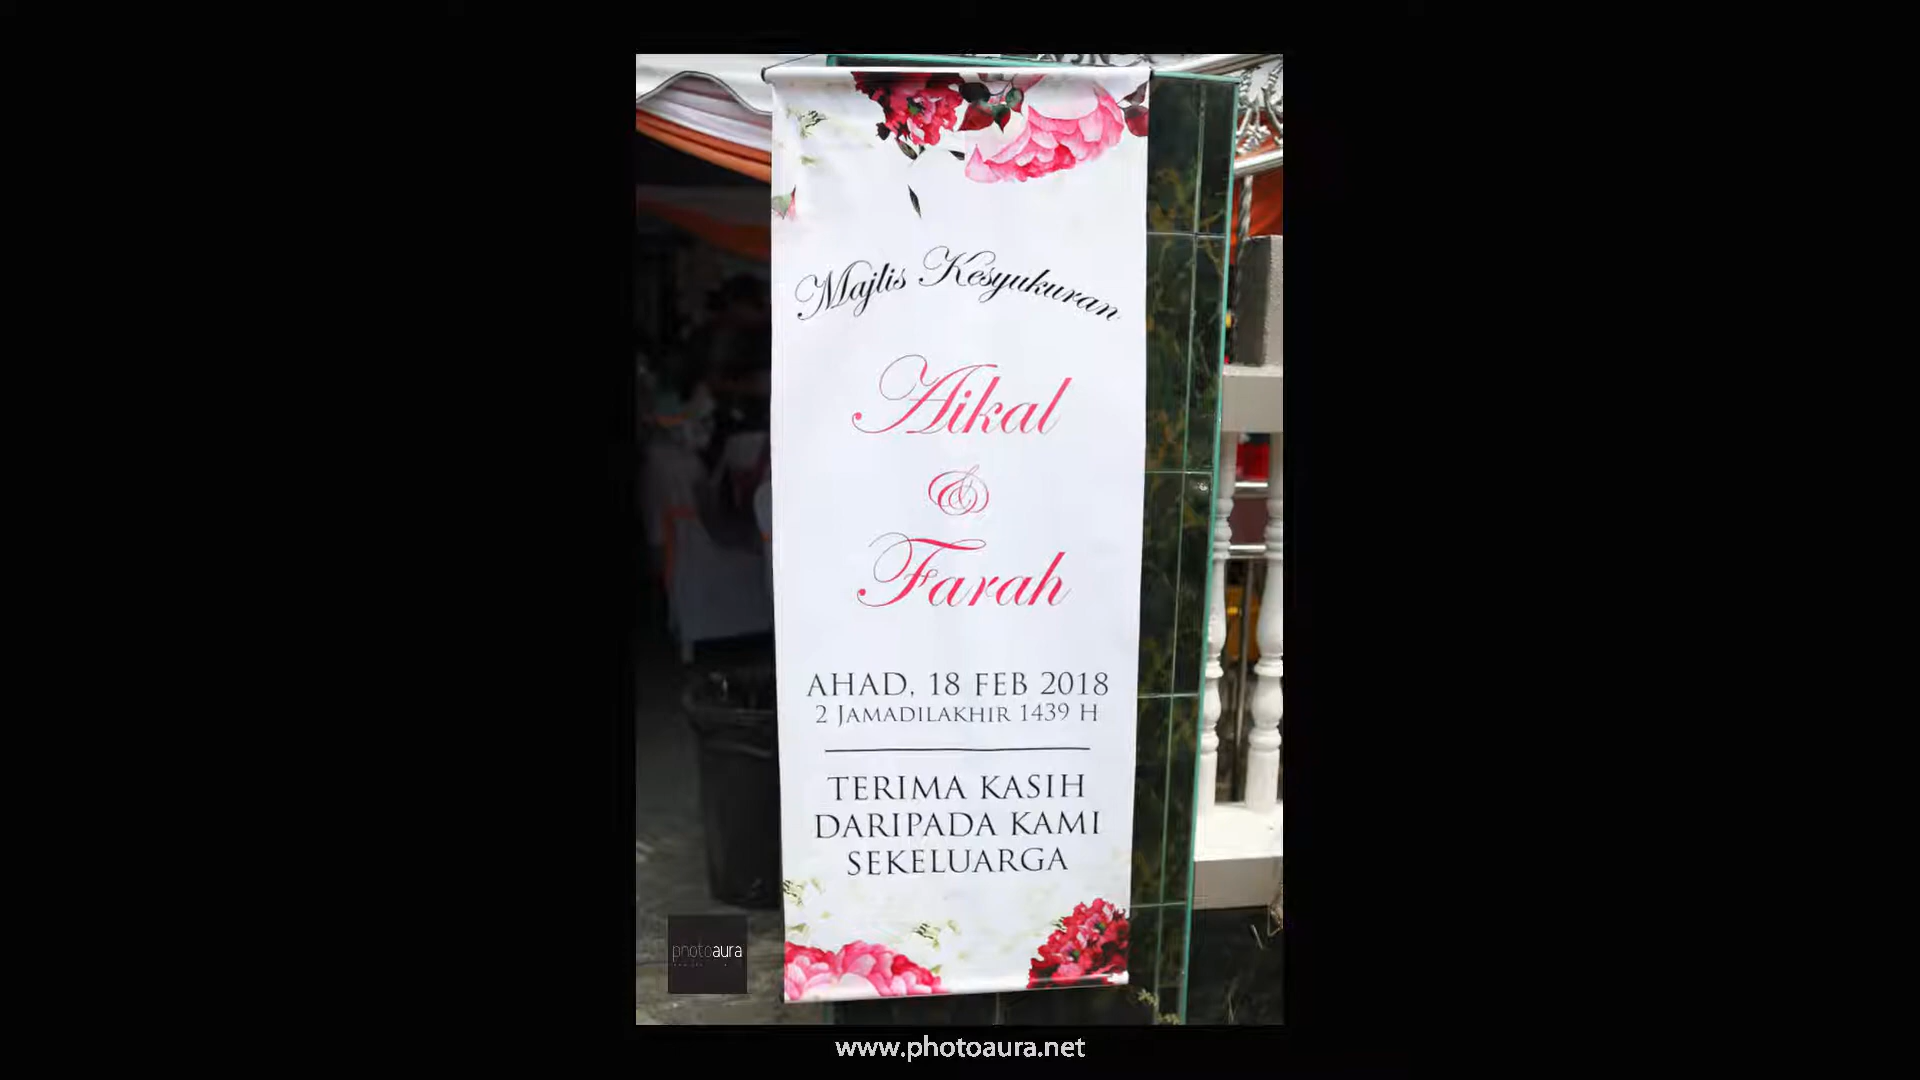 Majlis Kesyukuran
Aikal
&
Farah
AHAD, 18 FEB 2018
2 JAMADILAKHIR 1439 H
TERIMA KASIH
DARIPADA KAMI
SEKELUARGA
photoaura
www.photoaura.net